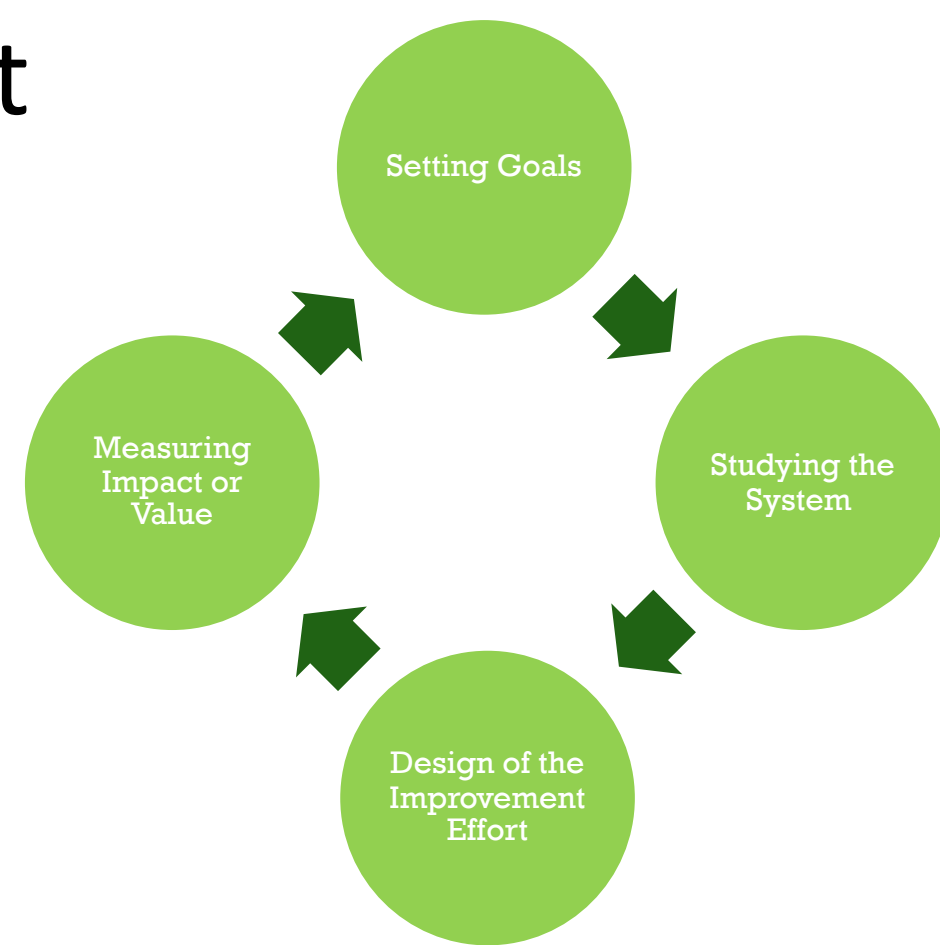 t
Setting Goals
Studying the
System
Design of the
Improvement
Effort
Measuring
Impact or
Value